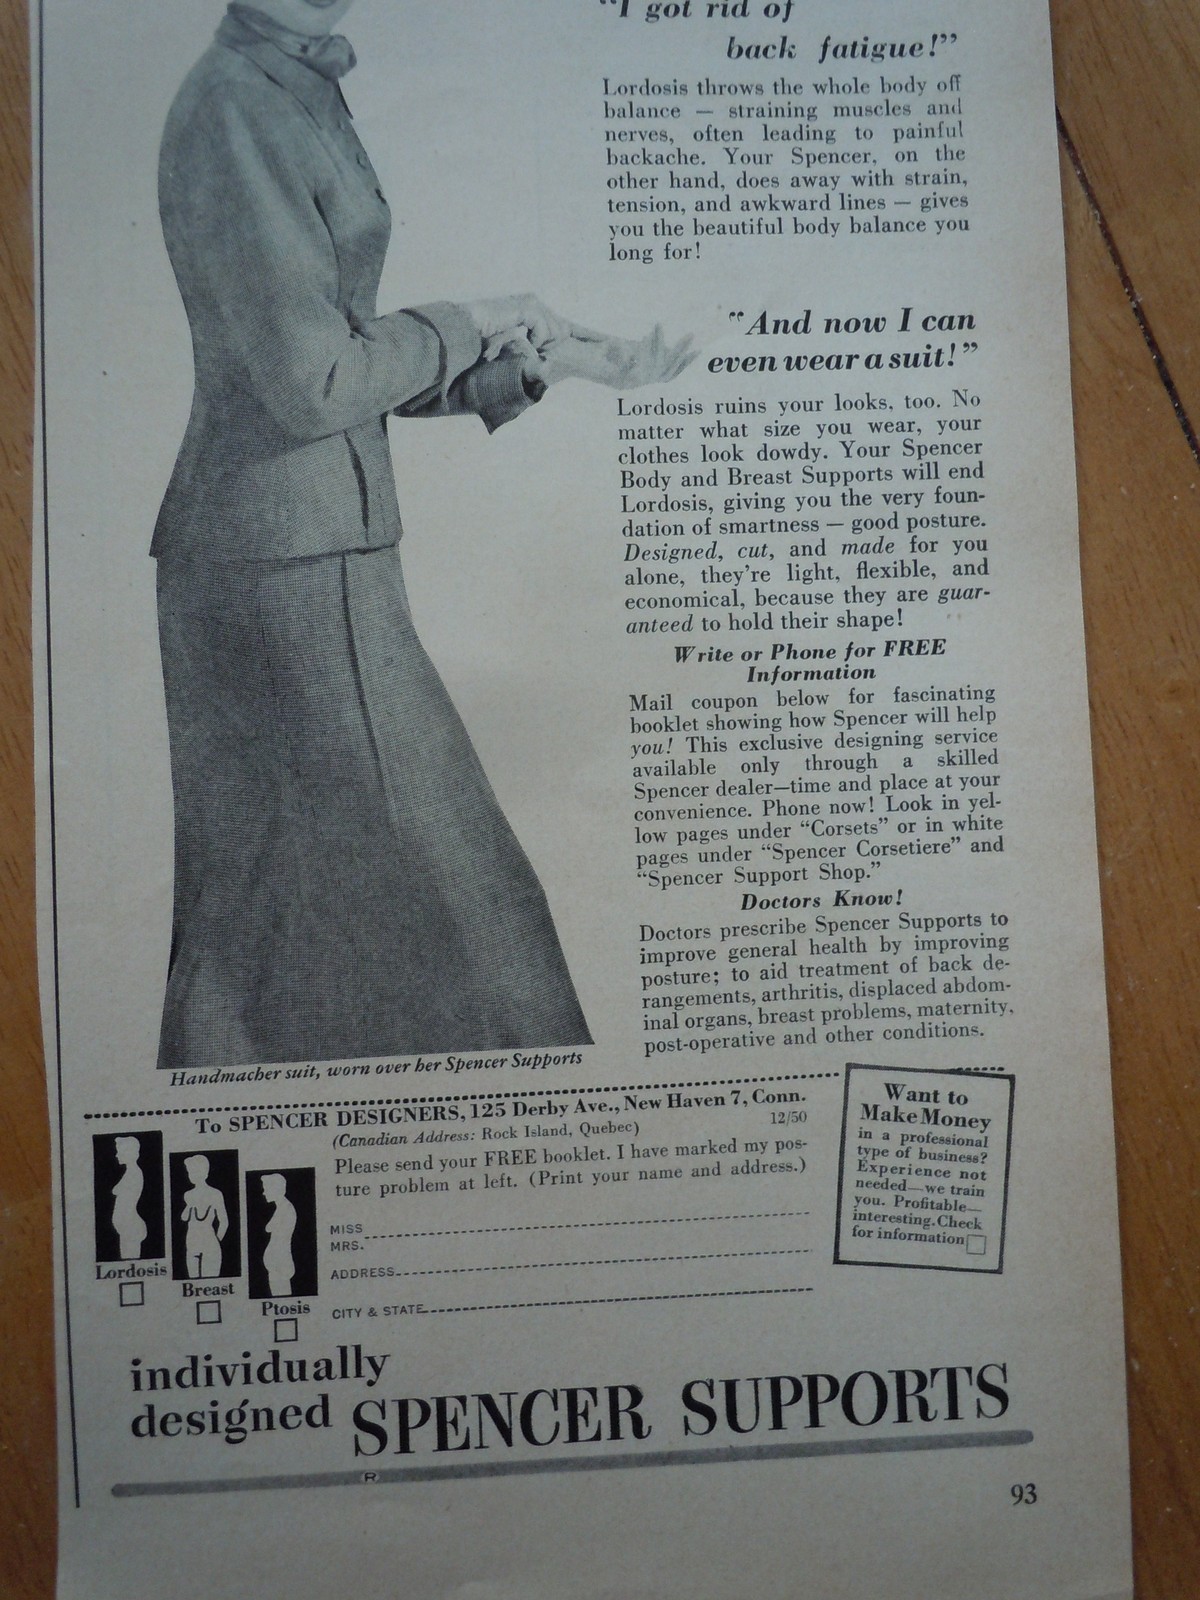 "I got rid of
back fatigue!"
Lordosis throws the whole body off
balance — straining muscles and
nerves, often leading to painful
backache. Your Spencer, on the
other hand, does away with strain,
tension, and awkward lines — gives
you the beautiful body balance you
long for!
"And now I can
even wear a suit!"
Lordosis ruins your looks, too. No
matter what size you wear, your
clothes look dowdy. Your Spencer
Body and Breast Supports will end
Lordosis, giving you the very foun-
dation of smartness — good posture.
Designed, cut, and made for you
alone, they're light, flexible, and
economical, because they are guar-
anteed to hold their shape!
Write or Phone for FREE
Information
Mail coupon below for fascinating
booklet showing how Spencer will help
you! This exclusive designing service
available only through a skilled
Spencer dealer—time and place at your
convenience. Phone now! Look in yel-
low pages under "Corsets" or in white
pages under "Spencer Corsetiere" and
"Spencer Support Shop."
Doctors Know!
Doctors prescribe Spencer Supports to
improve general health by improving
posture; to aid treatment of back de-
rangements, arthritis, displaced abdom-
inal organs, breast problems, maternity,
post-operative and other conditions.
Handmacher suit, worn over her Spencer Supports
To SPENCER DESIGNERS, 125 Derby Ave., New Haven 7, Conn.
(Canadian Address: Rock Island, Quebec) 12/50
Please send your FREE booklet. I have marked my pos-
ture problem at left. (Print your name and address.)
MISS
MRS.
ADDRESS
CITY & STATE
Lordosis
Breast
Ptosis
Want to
Make Money
in a professional
type of business?
Experience not
needed—we train
you. Profitable—
interesting. Check
for information
individually
designed SPENCER SUPPORTS
®
93